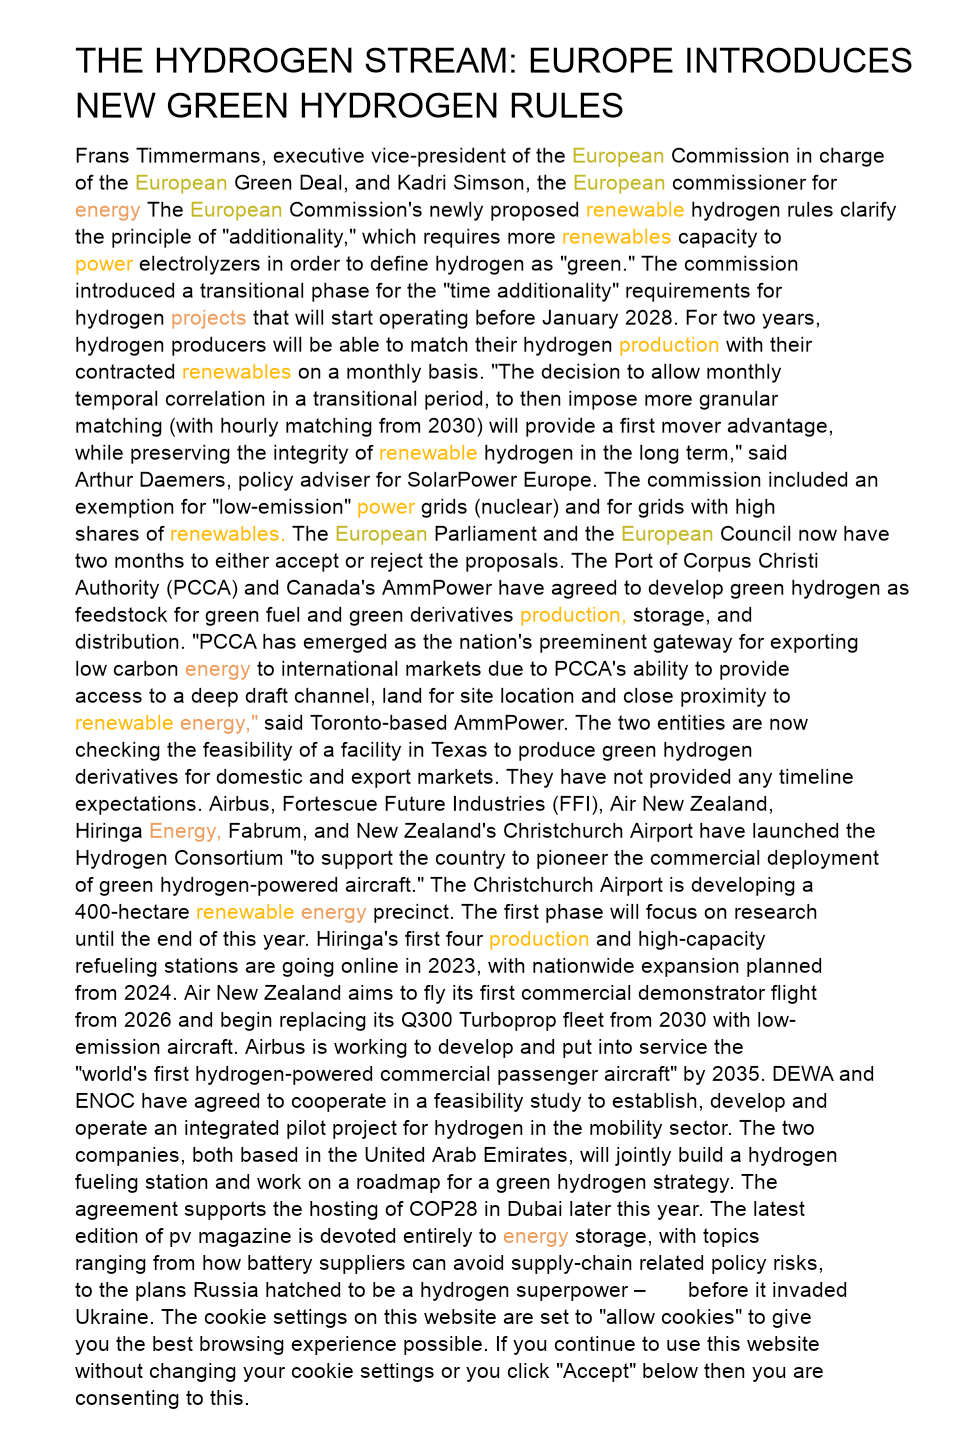 THE HYDROGEN STREAM: EUROPE INTRODUCES
NEW GREEN HYDROGEN RULES
Frans Timmermans, executive vice-president of the European Commission in charge
of the European Green Deal, and Kadri Simson, the European commissioner for
energy The European Commission's newly proposed renewable hydrogen rules clarify
the principle of "additionality," which requires more renewables capacity to
power electrolyzers in order to define hydrogen as "green." The commission
introduced a transitional phase for the "time additionality" requirements for
hydrogen projects that will start operating before January 2028. For two years,
hydrogen producers will be able to match their hydrogen production with their
contracted renewables on a monthly basis. "The decision to allow monthly
temporal correlation in a transitional period, to then impose more granular
matching (with hourly matching from 2030) will provide a first mover advantage,
while preserving the integrity of renewable hydrogen in the long term," said
Arthur Daemers, policy adviser for SolarPower Europe. The commission included an
exemption for "low-emission" power grids (nuclear) and for grids with high
shares of renewables. The European Parliament and the European Council now have
two months to either accept or reject the proposals. The Port of Corpus Christi
Authority (PCCA) and Canada's AmmPower have agreed to develop green hydrogen as
feedstock for green fuel and green derivatives production, storage, and
distribution. "PCCA has emerged as the nation's preeminent gateway for exporting
low carbon energy to international markets due to PCCA's ability to provide
access to a deep draft channel, land for site location and close proximity to
renewable energy," said Toronto-based AmmPower. The two entities are now
checking the feasibility of a facility in Texas to produce green hydrogen
derivatives for domestic and export markets. They have not provided any timeline
expectations. Airbus, Fortescue Future Industries (FFI), Air New Zealand,
Hiringa Energy, Fabrum, and New Zealand's Christchurch Airport have launched the
Hydrogen Consortium "to support the country to pioneer the commercial deployment
of green hydrogen-powered aircraft." The Christchurch Airport is developing a
400-hectare renewable energy precinct. The first phase will focus on research
until the end of this year. Hiringa's first four production and high-capacity
refueling stations are going online in 2023, with nationwide expansion planned
from 2024. Air New Zealand aims to fly its first commercial demonstrator flight
from 2026 and begin replacing its Q300 Turboprop fleet from 2030 with low-
emission aircraft. Airbus is working to develop and put into service the
"world's first hydrogen-powered commercial passenger aircraft" by 2035. DEWA and
ENOC have agreed to cooperate in a feasibility study to establish, develop and
operate an integrated pilot project for hydrogen in the mobility sector. The two
companies, both based in the United Arab Emirates, will jointly build a hydrogen
fueling station and work on a roadmap for a green hydrogen strategy. The
agreement supports the hosting of COP28 in Dubai later this year. The latest
edition of pv magazine is devoted entirely to energy storage, with topics
ranging from how battery suppliers can avoid supply-chain related policy risks,
to the plans Russia hatched to be a hydrogen superpower – before it invaded
Ukraine. The cookie settings on this website are set to "allow cookies" to give
you the best browsing experience possible. If you continue to use this website
without changing your cookie settings or you click "Accept" below then you are
consenting to this.